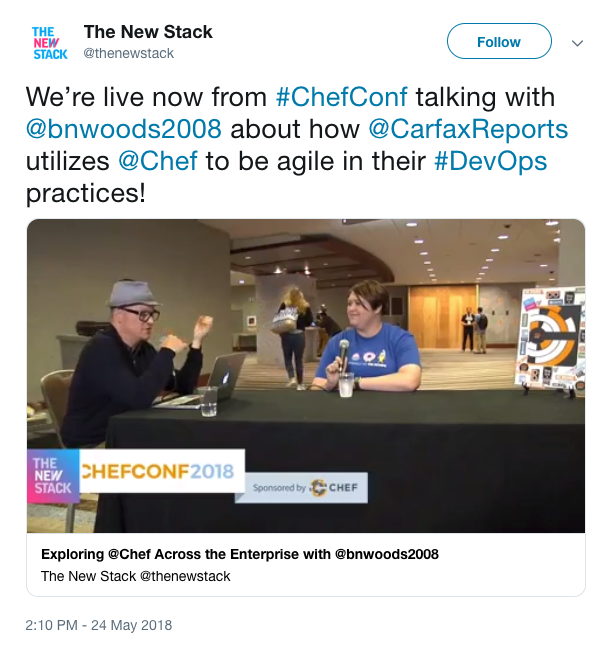 THE
NEW
STACK
The New Stack
@thenewstack
Follow
We’re live now from #ChefConf talking with
@bnwoods2008 about how @CarfaxReports
utilizes @Chef to be agile in their #DevOps
practices!
THE
NEW
STACK
CHEFCONF2018
Sponsored by CHEF
Exploring @Chef Across the Enterprise with @bnwoods2008
The New Stack @thenewstack
2:10 PM - 24 May 2018